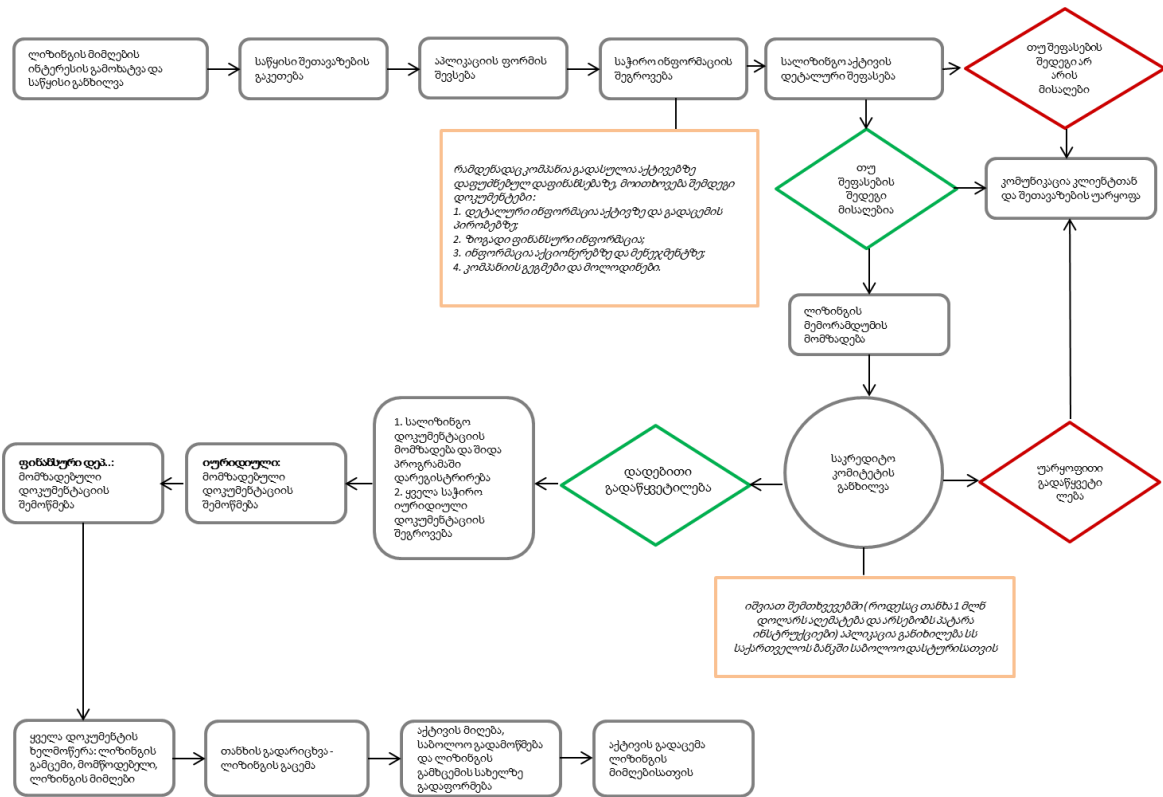 ლიზინგის მიმღების
ინტერესის გამოხატვა და
საწყისი განხილვა
საწყისი შეთავაზების
გაკეთება
აპლიკაციის ფორმის
შევსება
საჭირო ინფორმაციის
შეგროვება
სალიზინგო აქტივის
დეტალური შეფასება
თუ შეფასების
შედეგი არ
არის
მისაღები
რამდენადაც კომპანია გადასულია აქტივებზე
დაფუძნებულ დაფინანსებაზე, მოითხოვება შემდეგი
დოკუმენტები:
1. დეტალური ინფორმაცია აქტივზე და გადაცემის
პირობებზე;
2. ზოგადი ფინანსური ინფორმაცია;
3. ინფორმაცია აქციონერებზე და მენეჯმენტზე;
4. კომპანიის გეგმები და მოლოდინები.
თუ
შეფასების
შედეგი
მისაღებია
კომუნიკაცია კლიენტთან
და შეთავაზების უარყოფა
ლიზინგის
მემორამდუმის
მომზადება
ფინანსური დეპ..:
მომზადებული
დოკუმენტაციის
შემოწმება
იურიდიული:
მომზადებული
დოკუმენტაციის
შემოწმება
1. სალიზინგო
დოკუმენტაციის
მომზადება და შიდა
პროგრამაში
დარეგისტრირება
2. ყველა საჭირო
იურიდიული
დოკუმენტაციის
შეგროვება
დადებითი
გადაწყვეტილება
საკრედიტო
კომიტეტის
განხილვა
უარყოფითი
გადაწყვეტი
ლება
იშვიათ შემთხვევებში (როდესაც თანხა 1 მლნ
დოლარს აღემატება და არსებობს პატარა
ინსტრუქციები) აპლიკაცია განიხილება სს
საქსრთველოს ბანკში საბოლოო დასტურისათვის
ყველა დოკუმენტის
ხელმოწერა: ლიზინგის
გამცემი, მომწოდებელი,
ლიზინგის მიმღები
თანხის გადარიცხვა -
ლიზინგის გაცემა
აქტივის მიღება,
საბოლოო გადამოწმება
და ლიზინგის
გამხცემის სახელზე
გადაფორმება
აქტივის გადაცემა
ლიზინგის
მიმღებისათვის